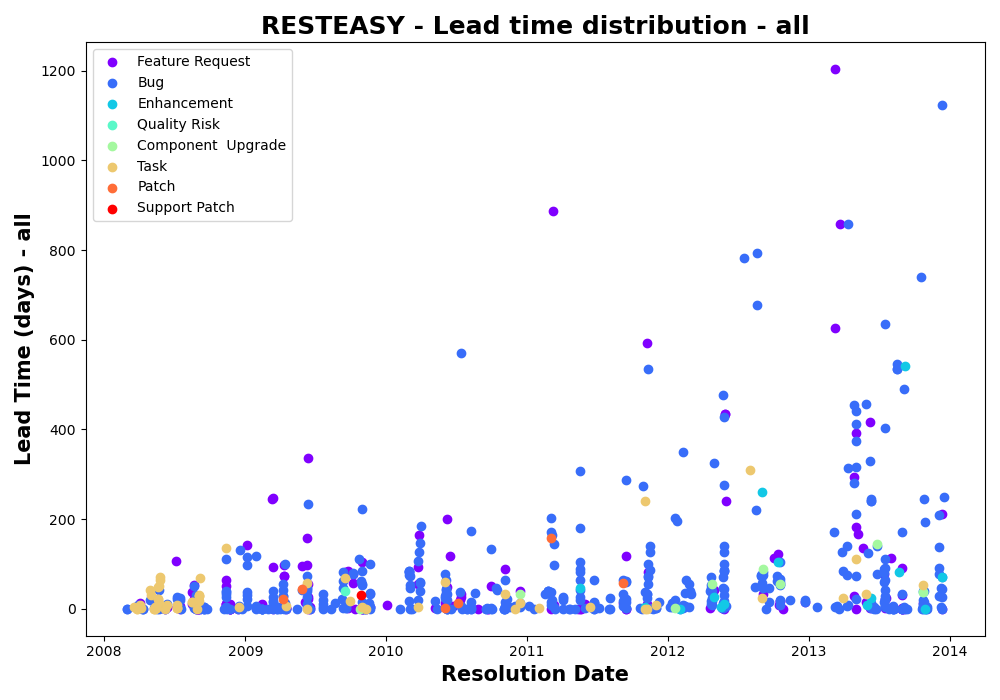 RESTEASY - Lead time distribution - all
Feature Request
Bug
Enhancement
Quality Risk
Component  Upgrade
Task
Patch
Support Patch
Lead Time (days) - all
1200
1000
800
600
400
200
0
2008 2009 2010 2011 2012 2013 2014
Resolution Date